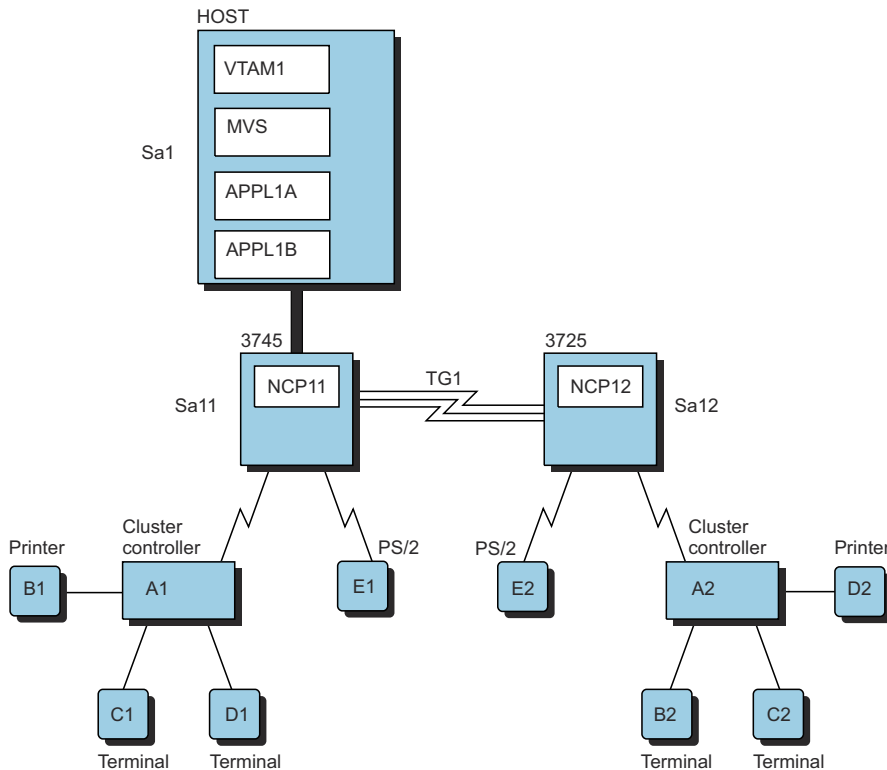 HOST
VTAM1
MVS
Sa1
APPL1A
APPL1B
3745
3725
NCP11
TG1
NCP12
Sa11
Sa12
Cluster
controller
Cluster
controller
Printer
PS/2
PS/2
Printer
B1
A1
E1
E2
A2
D2
C1
D1
B2
C2
Terminal
Terminal
Terminal
Terminal